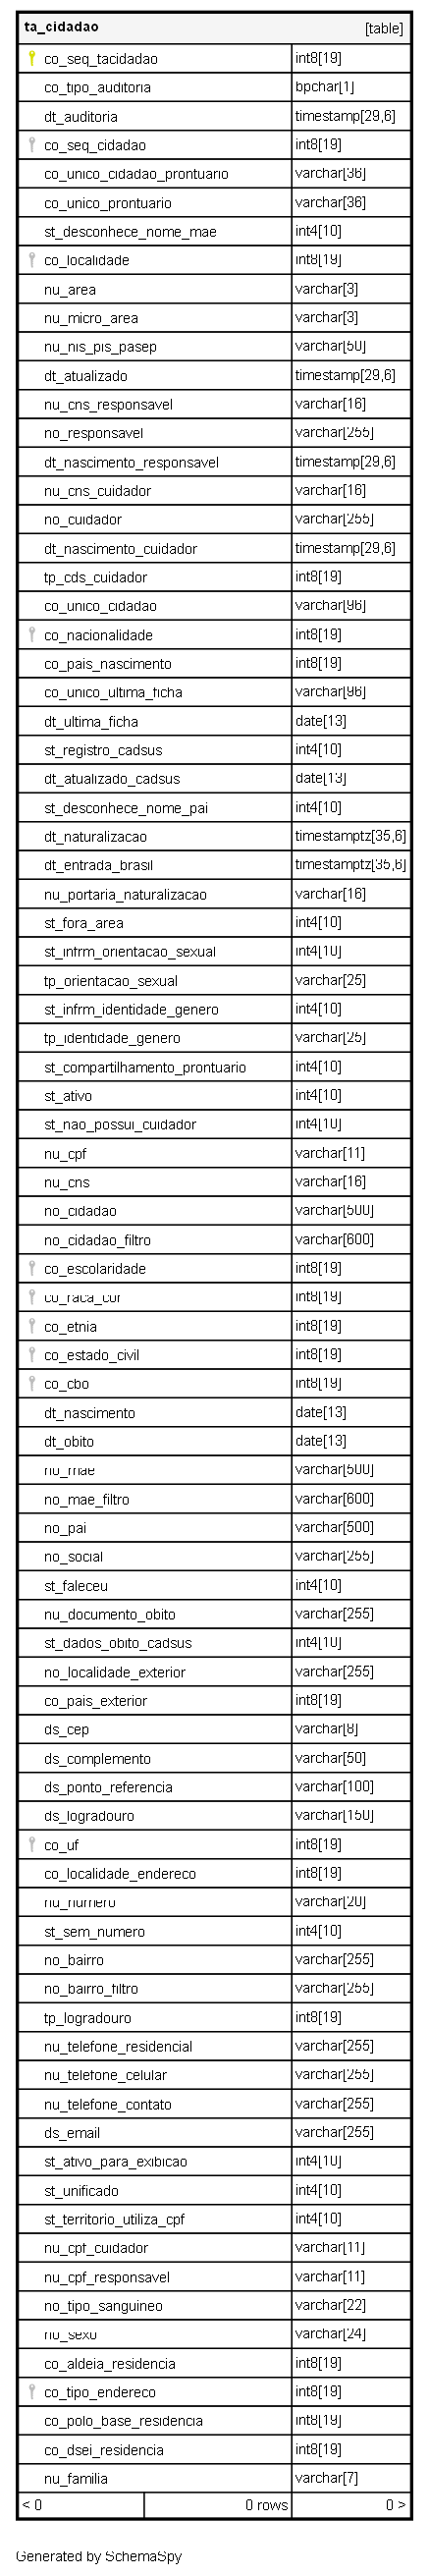 ta_cidadao [table]
co_seq_tacidadao int8[19]
co_tipo_auditoria bpchar[1]
dt_auditoria timestamp[29,6]
co_seq_cidadao int8[19]
co_unico_cidadao_prontuario varchar[36]
co_unico_prontuario varchar[36]
st_desconhece_nome_mae int4[10]
co_localidade int8[19]
nu_area varchar[3]
nu_micro_area varchar[3]
nu_nis_pis_pasep varchar[50]
dt_atualizado timestamp[29,6]
nu_cns_responsavel varchar[16]
no_responsavel varchar[255]
dt_nascimento_responsavel timestamp[29,6]
nu_cns_cuidador varchar[16]
no_cuidador varchar[255]
dt_nascimento_cuidador timestamp[29,6]
tp_cds_cuidador int8[19]
co_unico_cidadao varchar[96]
co_nacionalidade int8[19]
co_pais_nascimento int8[19]
co_unico_ultima_ficha varchar[96]
dt_ultima_ficha date[13]
st_registro_cadsus int4[10]
dt_atualizado_cadsus date[13]
st_desconhece_nome_pai int4[10]
dt_naturalizacao timestamptz[35,6]
dt_entrada_brasil timestamptz[35,6]
nu_portaria_naturalizacao varchar[16]
st_fora_area int4[10]
st_infrm_orientacao_sexual int4[10]
tp_orientacao_sexual varchar[25]
st_infrm_identidade_genero int4[10]
tp_identidade_genero varchar[25]
st_compartilhamento_prontuario int4[10]
st_ativo int4[10]
st_nao_possui_cuidador int4[10]
nu_cpf varchar[11]
nu_cns varchar[16]
no_cidadao varchar[500]
no_cidadao_filtro varchar[600]
co_escolaridade int8[19]
co_raca_cor int8[19]
co_etnia int8[19]
co_estado_civil int8[19]
co_cbo int8[19]
dt_nascimento date[13]
dt_obito date[13]
no_mae varchar[500]
no_mae_filtro varchar[600]
no_pai varchar[500]
no_social varchar[255]
st_faleceu int4[10]
nu_documento_obito varchar[255]
st_dados_obito_cadsus int4[10]
no_localidade_exterior varchar[255]
co_pais_exterior int8[19]
ds_cep varchar[8]
ds_complemento varchar[50]
ds_ponto_referencia varchar[100]
ds_logradouro varchar[150]
co_uf int8[19]
co_localidade_endereco int8[19]
nu_numero varchar[20]
st_sem_numero int4[10]
no_bairro varchar[255]
no_bairro_filtro varchar[255]
tp_logradouro int8[19]
nu_telefone_residencial varchar[255]
nu_telefone_celular varchar[255]
nu_telefone_contato varchar[255]
ds_email varchar[255]
st_ativo_para_exibicao int4[10]
st_unificado int4[10]
st_territorio_utiliza_cpf int4[10]
nu_cpf_cuidador varchar[11]
nu_cpf_responsavel varchar[11]
no_tipo_sanguineo varchar[22]
no_sexo varchar[24]
co_aldeia_residencia int8[19]
co_tipo_endereco int8[19]
co_polo_base_residencia int8[19]
co_dsei_residencia int8[19]
nu_familia varchar[7]
< 0 0 rows 0 >
Generated by SchemaSpy